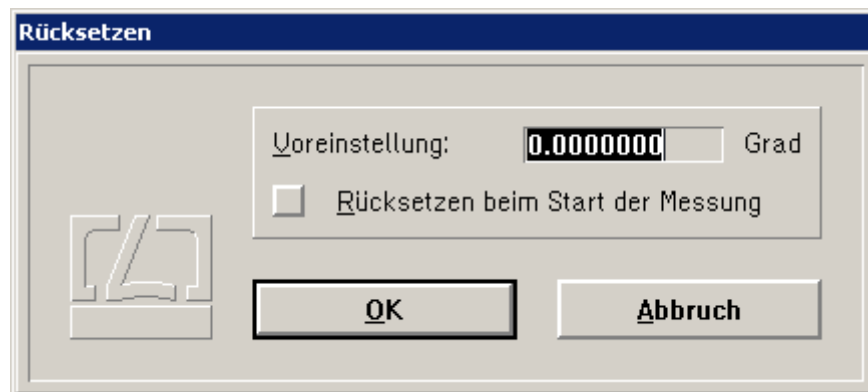 Rücksetzen
Voreinstellung: 0.0000000 Grad
Rücksetzen beim Start der Messung
OK Abbruch